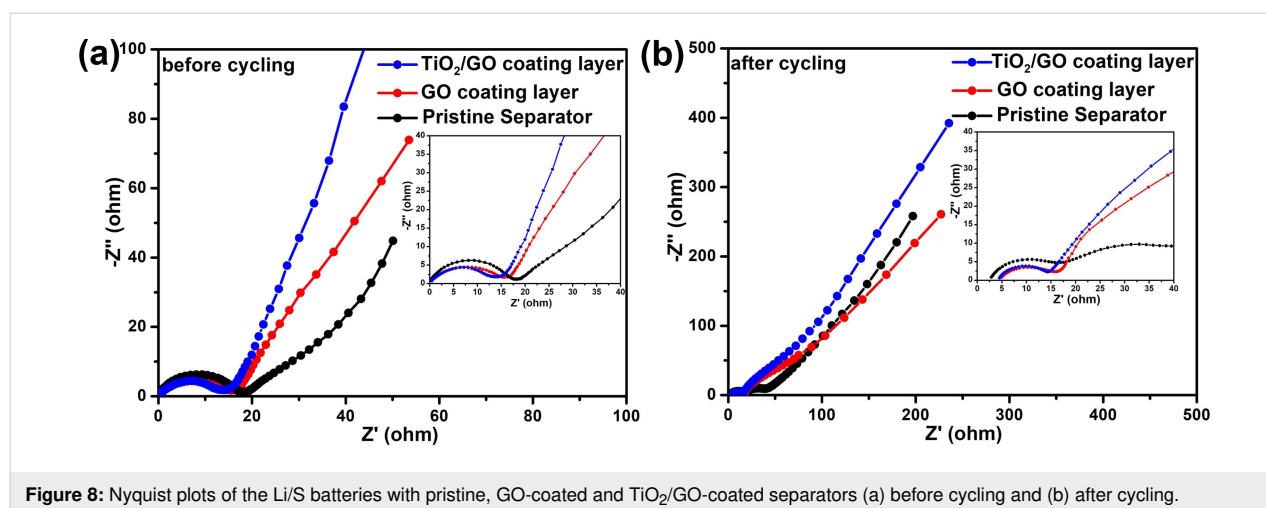 (a)
before cycling
TiO₂/GO coating layer
GO coating layer
Pristine Separator
-Z'' (ohm)
100
80
60
40
20
0
0 20 40 60 80 100
Z' (ohm)
-Z'' (ohm)
40
35
30
25
20
15
10
5
0
0 5 10 15 20 25 30 35 40
Z' (ohm)
(b)
after cycling
TiO₂/GO coating layer
GO coating layer
Pristine Separator
-Z'' (ohm)
500
400
300
200
100
0
0 100 200 300 400 500
Z' (ohm)
-Z'' (ohm)
40
35
30
25
20
15
10
5
0
0 5 10 15 20 25 30 35 40
Z' (ohm)
Figure 8: Nyquist plots of the Li/S batteries with pristine, GO-coated and TiO₂/GO-coated separators (a) before cycling and (b) after cycling.